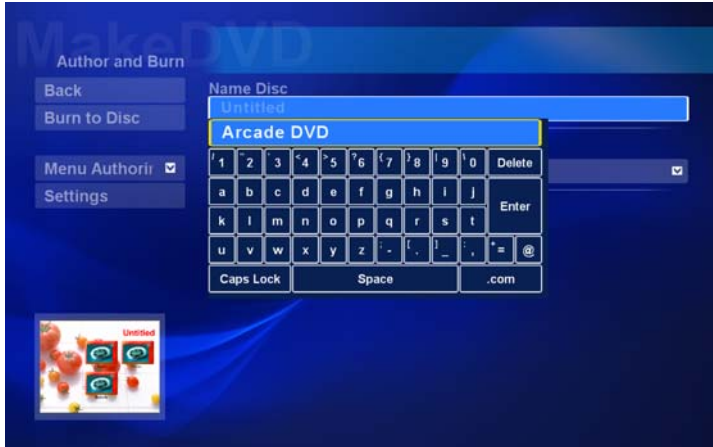 MakeDVD
Author and Burn
Back
Burn to Disc
Menu Authorin
Settings
Name Disc
Untitled
Arcade DVD
/ 1 " 2 ' 3 < 4 > 5 ? 6 { 7 } 8 | 9 \ 0 Delete
a b c d e f g h i j
Enter
k l m n o p q r s t
u v w x y z ; - [ . ] _ : , * = @
Caps Lock Space .com
Untitled